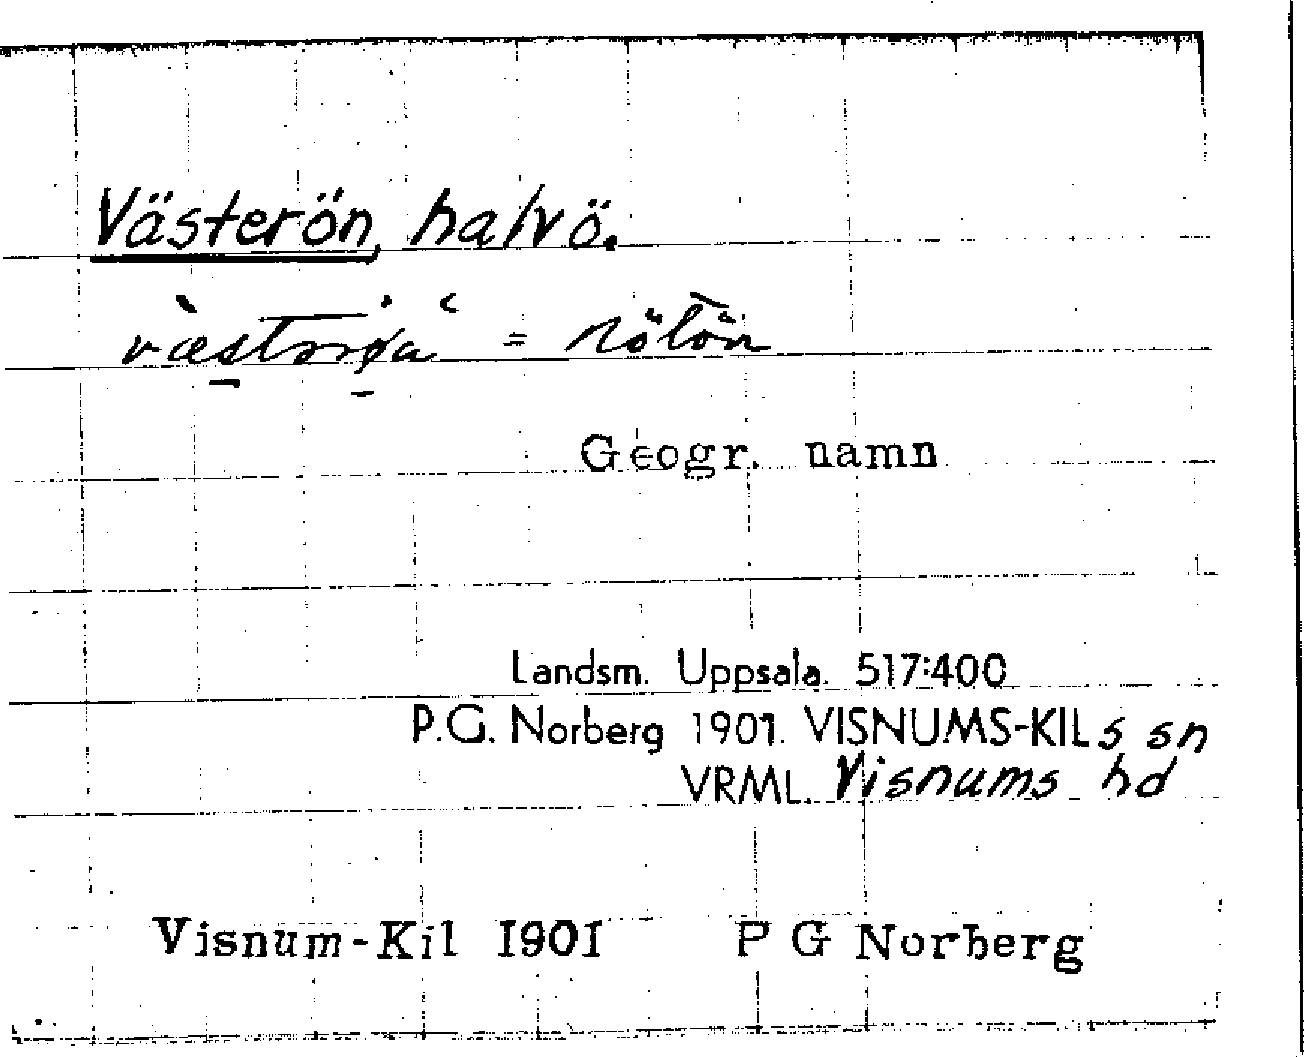 Västerön, halvö.
= nötön
Geogr. namn
Landsm. Uppsala. 517:400
P.G. Norberg 1901. VISNUMS-KILs sn
VRML. Visnums hd
Visnum-Kil 1901 P G Norberg